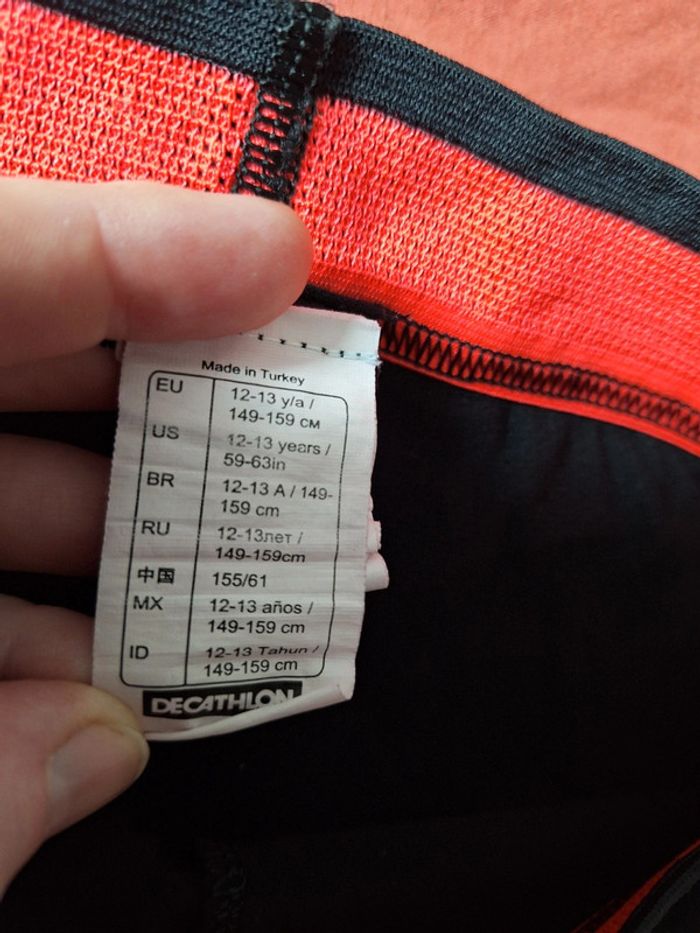 Made in Turkey
EU 12-13 y/a /
149-159 см
US 12-13 years /
59-63in
BR 12-13 A / 149-
159 cm
RU 12-13лет /
149-159cm
中国 155/61
MX 12-13 años /
149-159 cm
ID 12-13 Tahun /
149-159 cm
DECATHLON